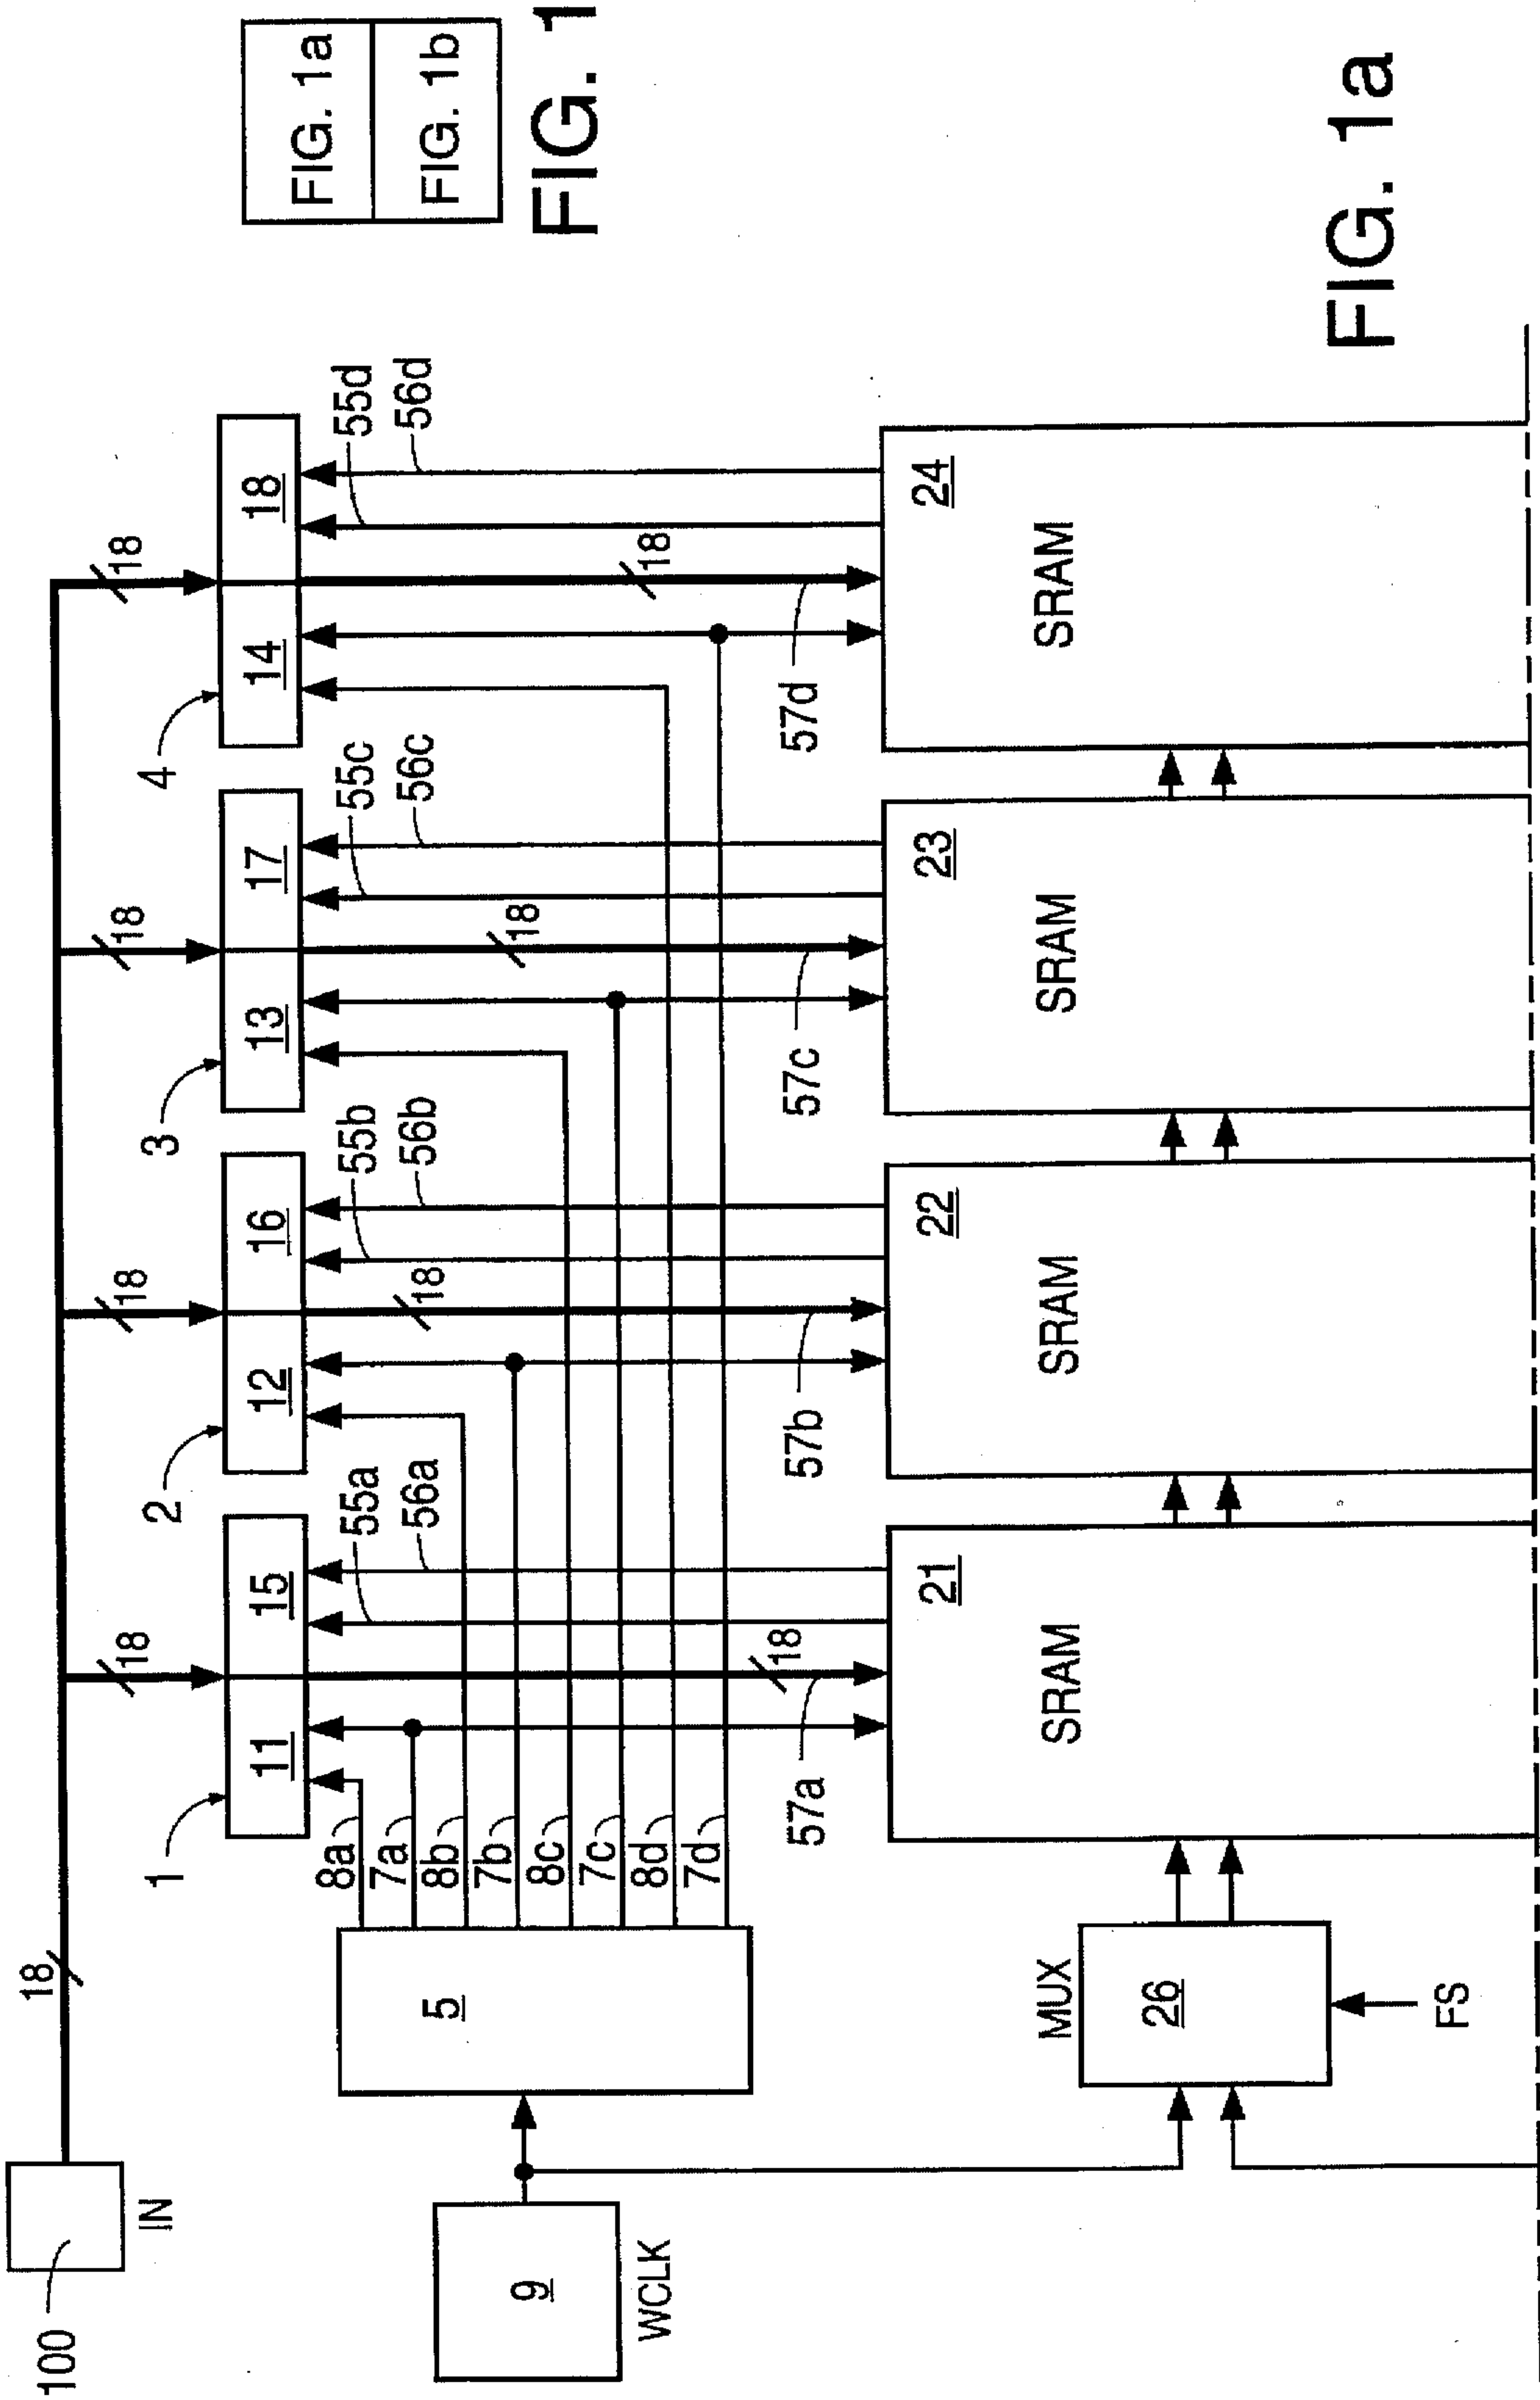 100
IN
18
18
18
18
18
1
2
3
4
11
15
12
16
13
17
14
18
FIG. 1a
FIG. 1b
FIG. 1
8a
7a
8b
7b
8c
7c
8d
7d
5
9
WCLK
55a
56a
55b
56b
55c
56c
55d
56d
18
18
18
18
57a
57b
57c
57d
21
22
23
24
SRAM
SRAM
SRAM
SRAM
MUX
26
FS
FIG. 1a